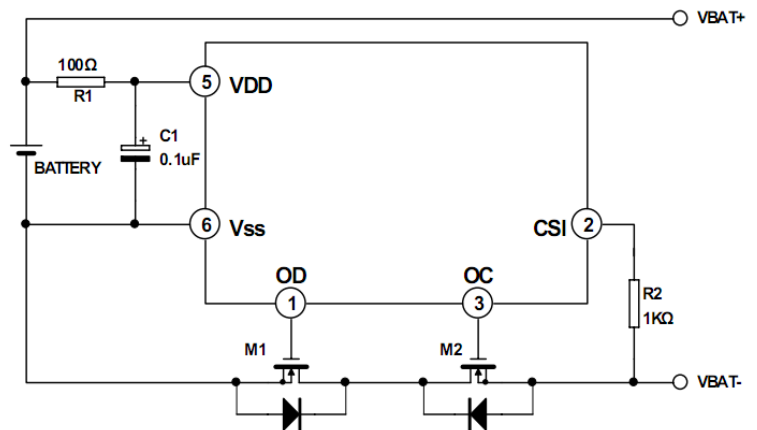 VBAT+
100Ω
R1
5
VDD
C1
+
0.1uF
BATTERY
6
Vss
CSI
2
OD
OC
1
3
R2
1KΩ
M1
M2
VBAT-